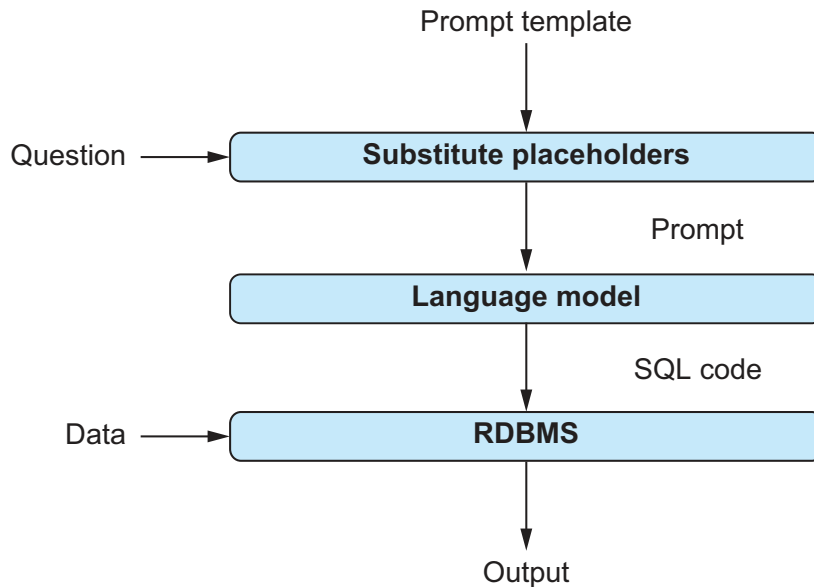 Prompt template
Question
Substitute placeholders
Prompt
Language model
SQL code
Data
RDBMS
Output